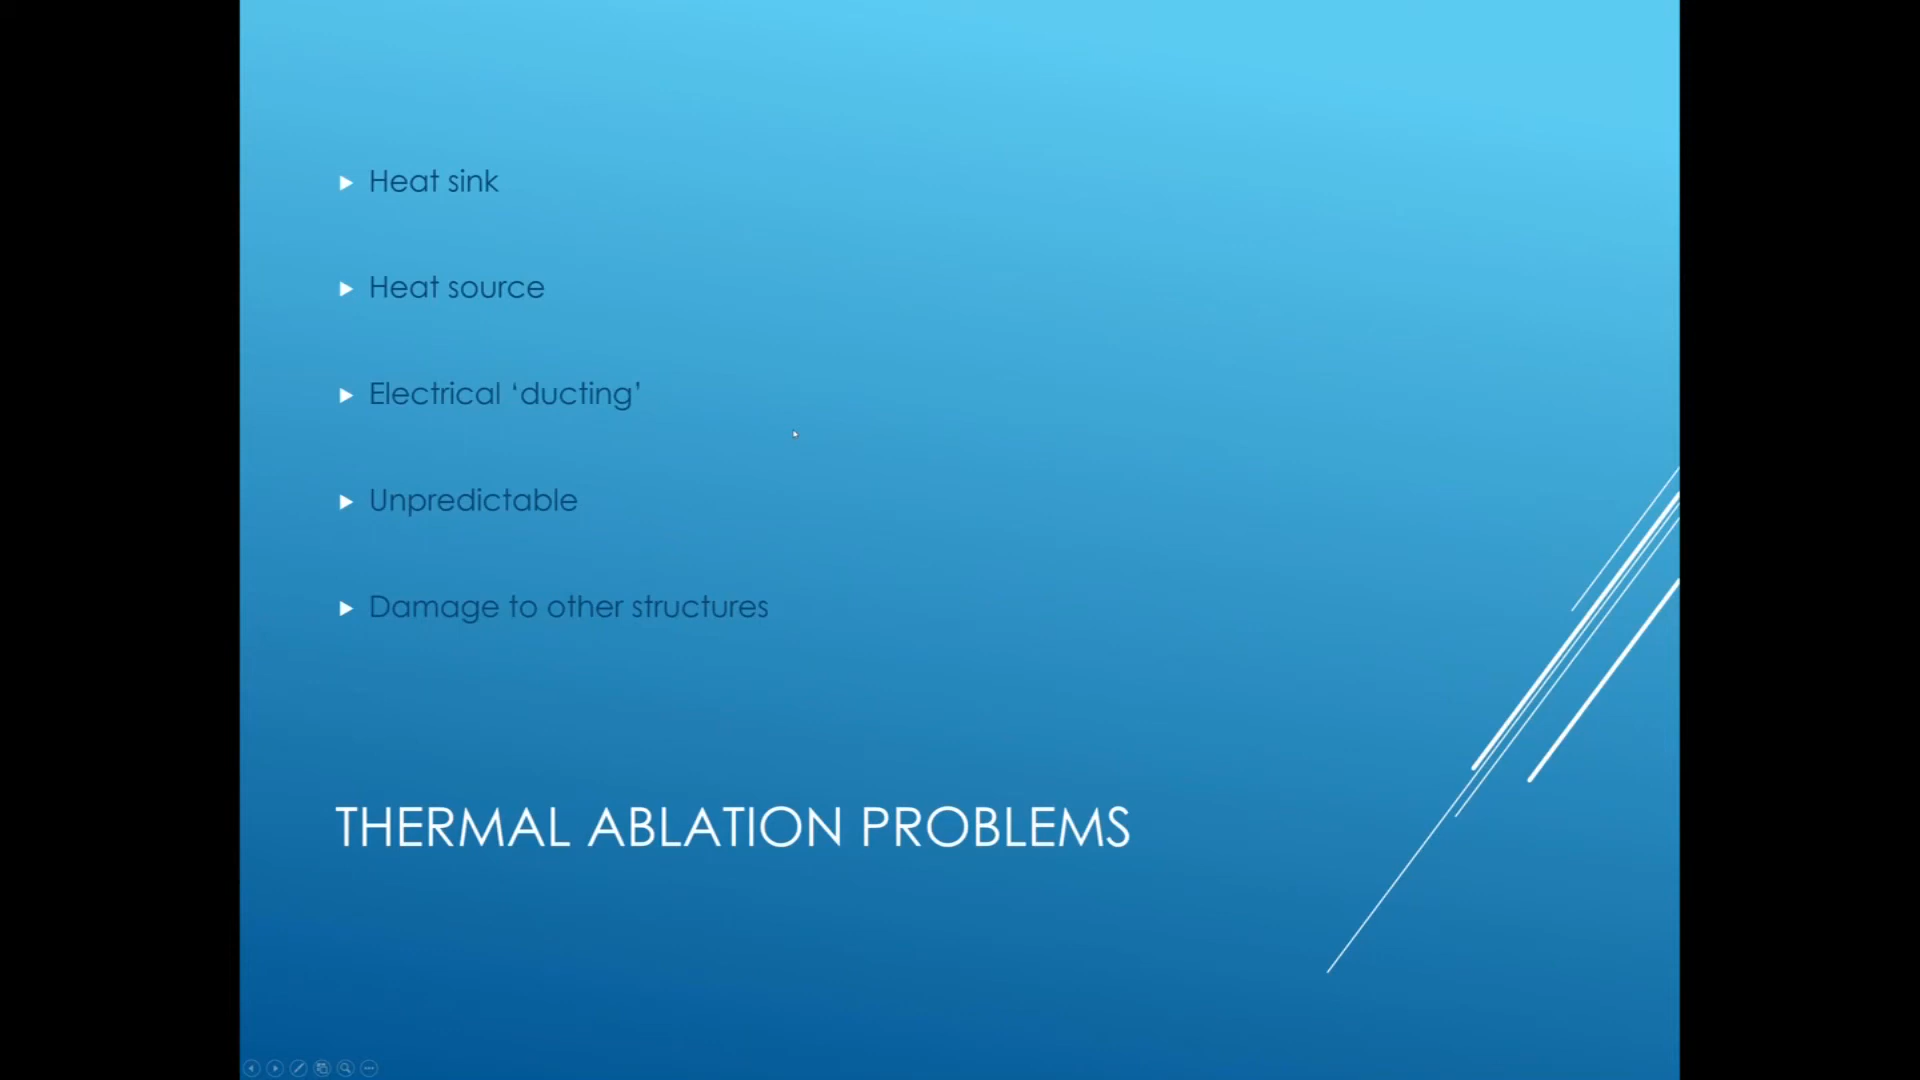 Heat sink
Heat source
Electrical ‘ducting’
Unpredictable
Damage to other structures
THERMAL ABLATION PROBLEMS